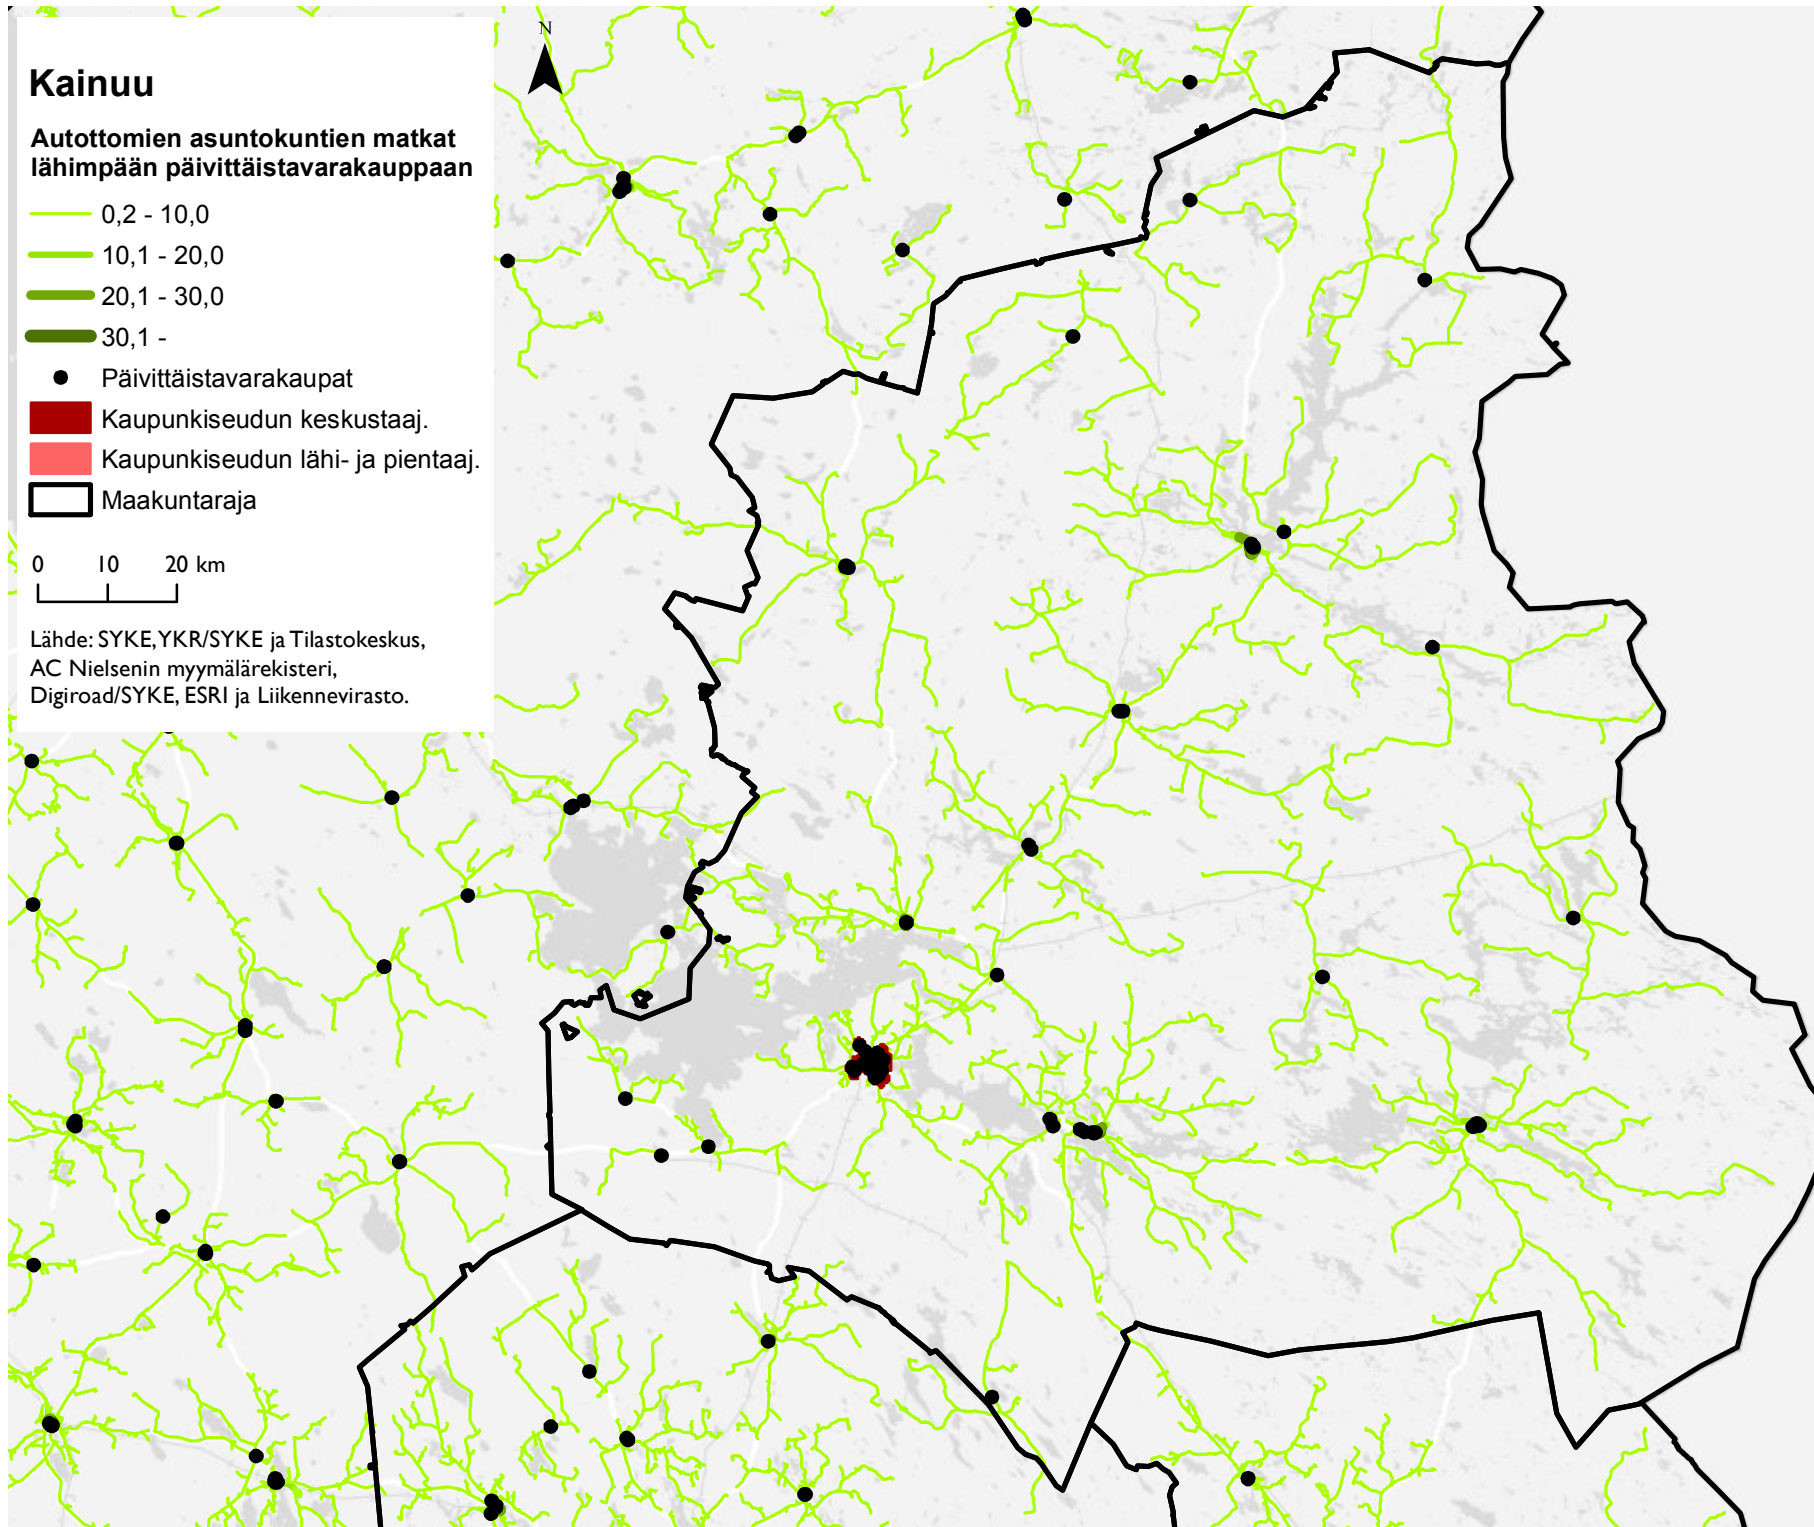 N
Kainuu
Autottomien asuntokuntien matkat
lähimpään päivittäistavarakauppaan
0,2 - 10,0
10,1 - 20,0
20,1 - 30,0
30,1 -
Päivittäistavarakaupat
Kaupunkiseudun keskustaaj.
Kaupunkiseudun lähi- ja pientaaj.
Maakuntaraja
0 10 20 km
Lähde: SYKE, YKR/SYKE ja Tilastokeskus,
AC Nielsenin myymälärekisteri,
Digiroad/SYKE, ESRI ja Liikennevirasto.